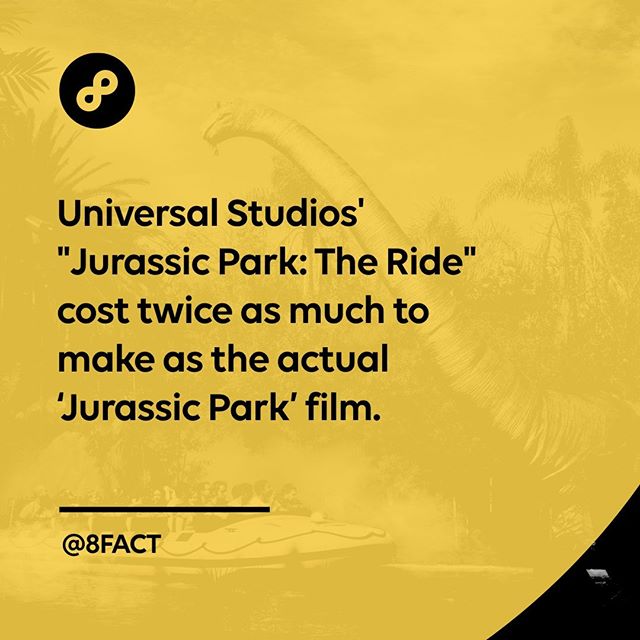 Universal Studios'
"Jurassic Park: The Ride"
cost twice as much to
make as the actual
‘Jurassic Park’ film.
@8FACT